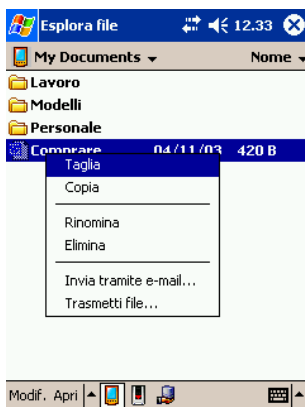 Esplora file 12.33
My Documents Nome
Lavoro
Modelli
Personale
Comprare 04/11/03 420 B
Taglia
Copia
Rinomina
Elimina
Invia tramite e-mail...
Trasmetti file...
Modif. Apri